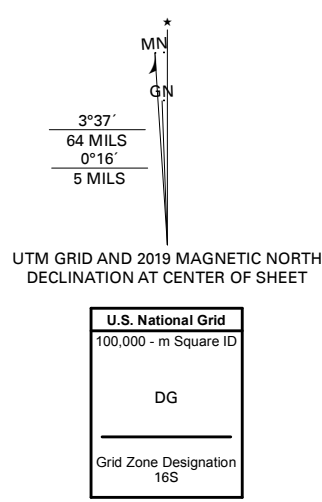 ★
MN
GN
3°37´
64 MILS
0°16´
5 MILS
UTM GRID AND 2019 MAGNETIC NORTH
DECLINATION AT CENTER OF SHEET
U.S. National Grid
100,000 - m Square ID
DG
Grid Zone Designation
16S